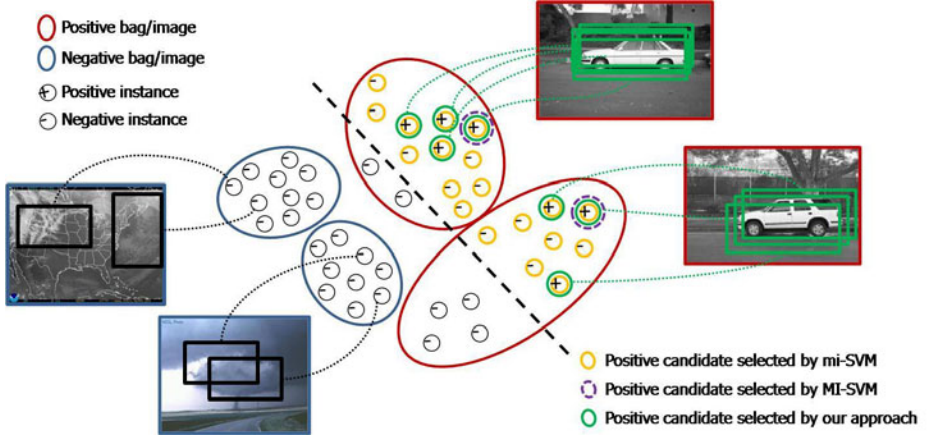 Positive bag/image
Negative bag/image
Positive instance
Negative instance
Positive candidate selected by mi-SVM
Positive candidate selected by MI-SVM
Positive candidate selected by our approach